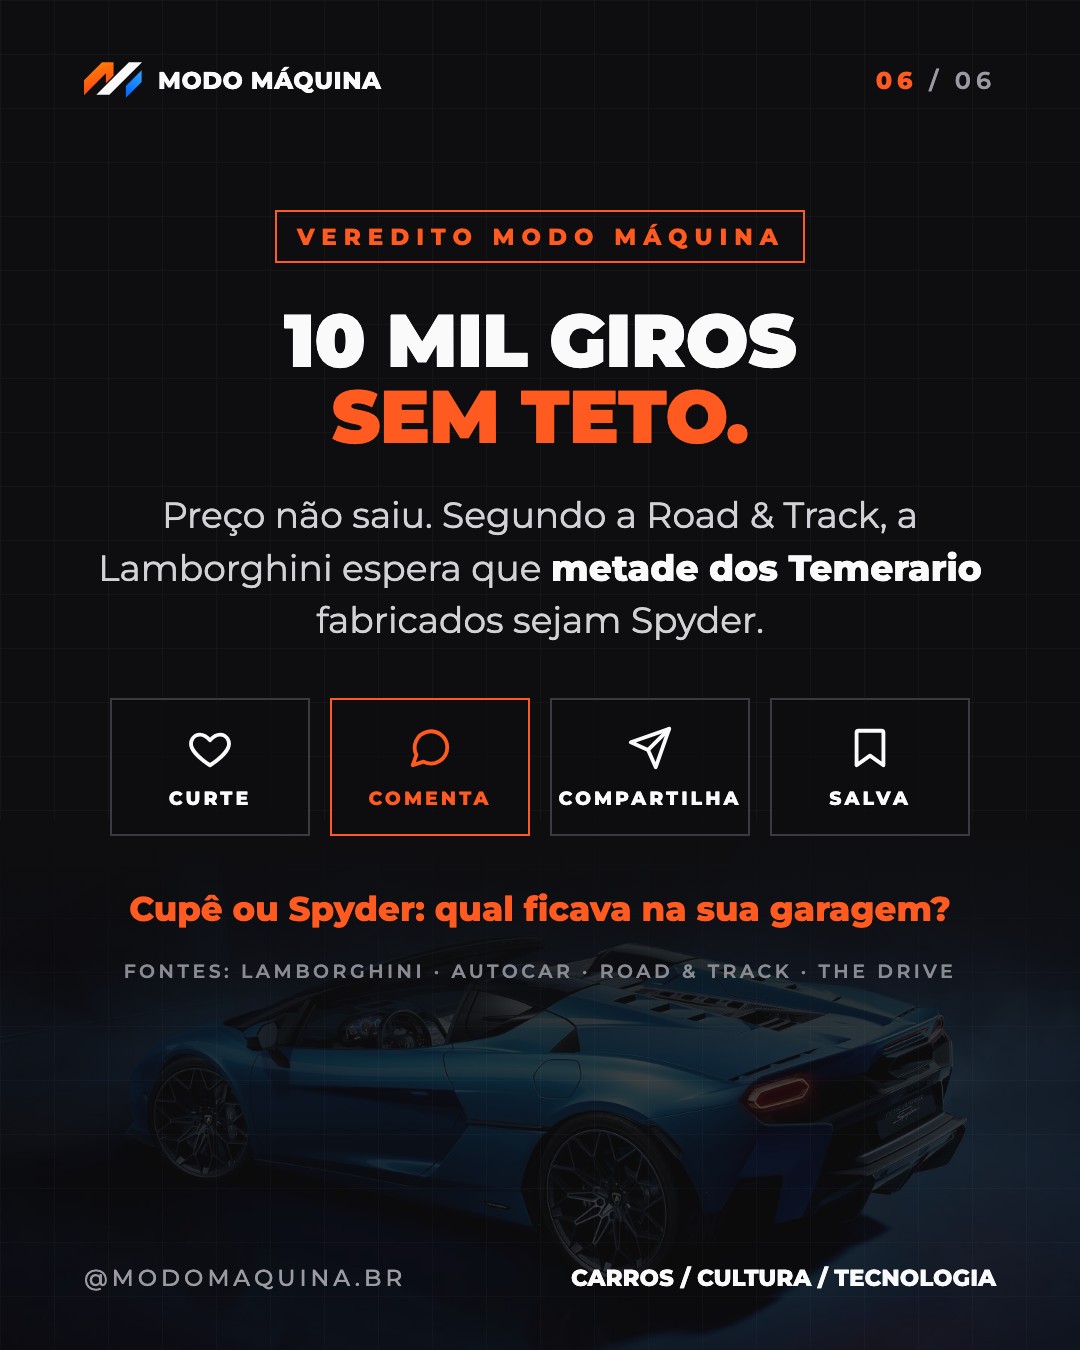 MODO MÁQUINA
06 / 06
VEREDITO MODO MÁQUINA
10 MIL GIROS
SEM TETO.
Preço não saiu. Segundo a Road & Track, a
Lamborghini espera que metade dos Temerario
fabricados sejam Spyder.
CURTE
COMENTA
COMPARTILHA
SALVA
Cupê ou Spyder: qual ficava na sua garagem?
FONTES: LAMBORGHINI · AUTOCAR · ROAD & TRACK · THE DRIVE
@MODOMAQUINA.BR
CARROS / CULTURA / TECNOLOGIA